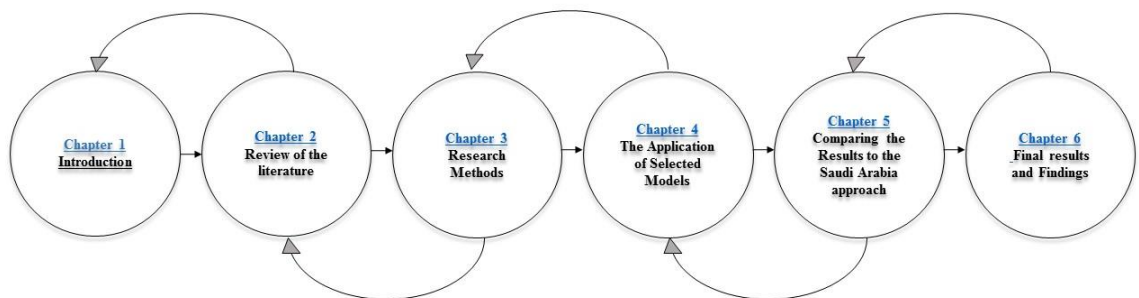 Chapter 1
Introduction
Chapter 2
Review of the
literature
Chapter 3
Research
Methods
Chapter 4
The Application
of Selected
Models
Chapter 5
Comparing the
Results to the
Saudi Arabia
approach
Chapter 6
Final results
and Findings